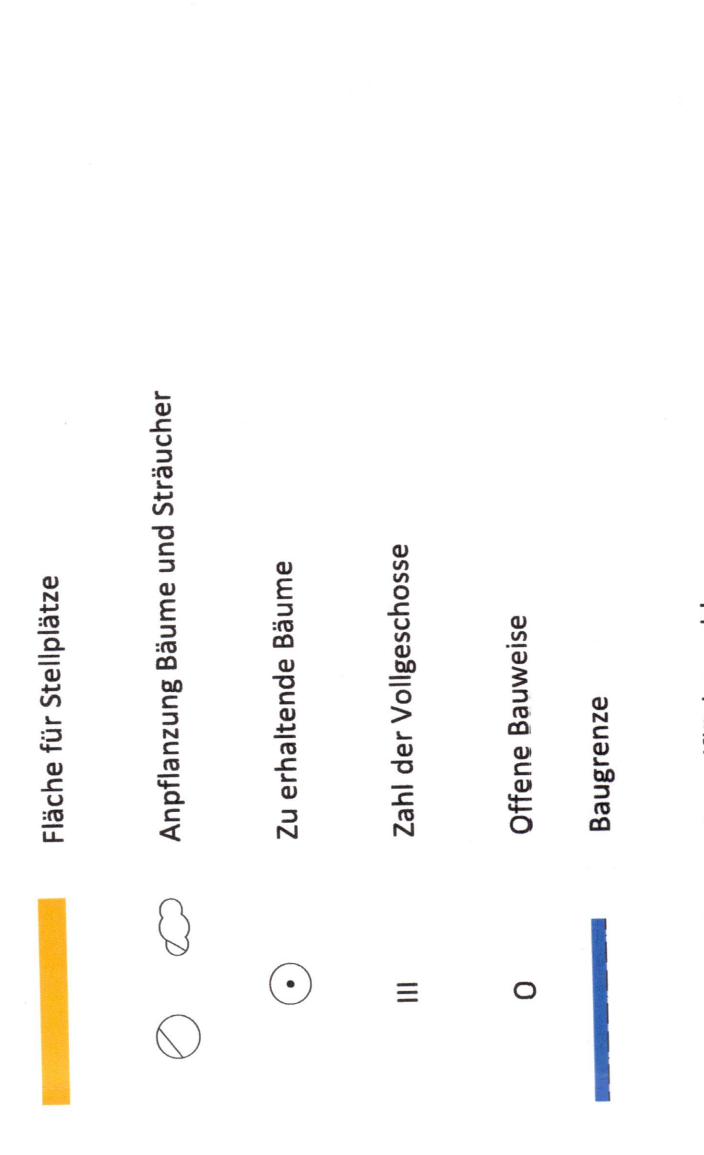 Fläche für Stellplätze
Anpflanzung Bäume und Sträucher
Zu erhaltende Bäume
III Zahl der Vollgeschosse
O Offene Bauweise
Baugrenze